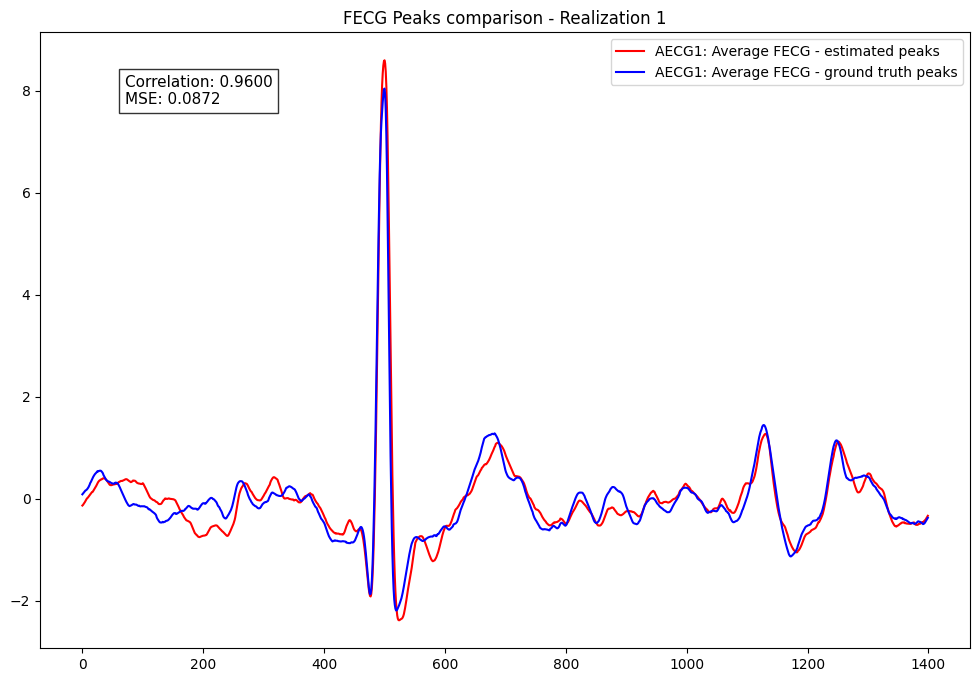 FECG Peaks comparison - Realization 1
AECG1: Average FECG - estimated peaks
AECG1: Average FECG - ground truth peaks
Correlation: 0.9600
MSE: 0.0872
8
6
4
2
0
−2
0 200 400 600 800 1000 1200 1400